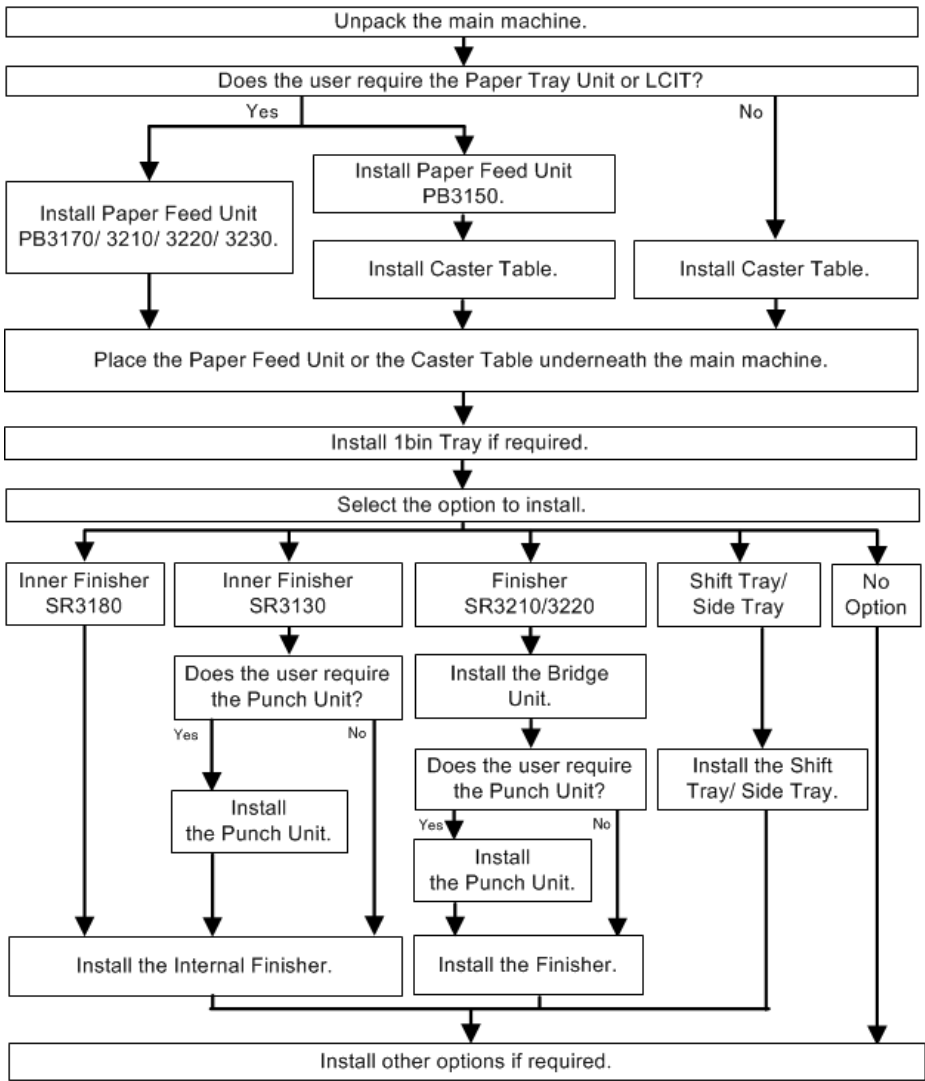 Unpack the main machine.
Does the user require the Paper Tray Unit or LCIT?
Yes
No
Install Paper Feed Unit
PB3170/ 3210/ 3220/ 3230.
Install Paper Feed Unit
PB3150.
Install Caster Table.
Install Caster Table.
Place the Paper Feed Unit or the Caster Table underneath the main machine.
Install 1bin Tray if required.
Select the option to install.
Inner Finisher
SR3180
Inner Finisher
SR3130
Finisher
SR3210/3220
Shift Tray/
Side Tray
No
Option
Does the user require
the Punch Unit?
Yes
No
Install
the Punch Unit.
Install the Bridge
Unit.
Does the user require
the Punch Unit?
Yes
No
Install
the Punch Unit.
Install the Shift
Tray/ Side Tray.
Install the Internal Finisher.
Install the Finisher.
Install other options if required.